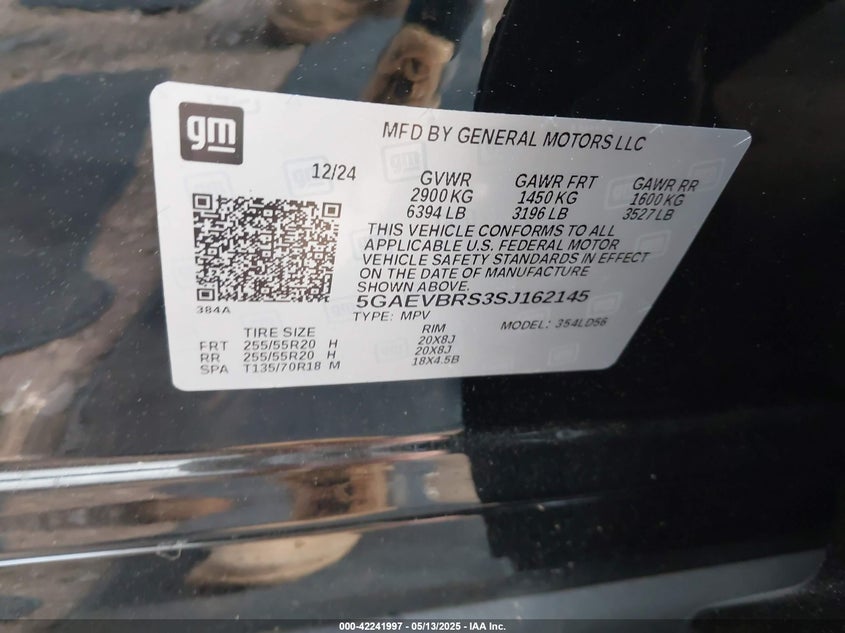 gm
MFD BY GENERAL MOTORS LLC
12/24
GVWR GAWR FRT GAWR RR
2900 KG 1450 KG 1600 KG
6394 LB 3196 LB 3527 LB
THIS VEHICLE CONFORMS TO ALL
APPLICABLE U.S. FEDERAL MOTOR
VEHICLE SAFETY STANDARDS IN EFFECT
ON THE DATE OF MANUFACTURE
SHOWN ABOVE.
384A
5GAEVBRS3SJ162145
TYPE: MPV MODEL: 354LD56
TIRE SIZE RIM
FRT 255/55R20 H 20X8J
RR 255/55R20 H 20X8J
SPA T135/70R18 M 18X4.5B
000-42241997 - 05/13/2025 - IAA Inc.